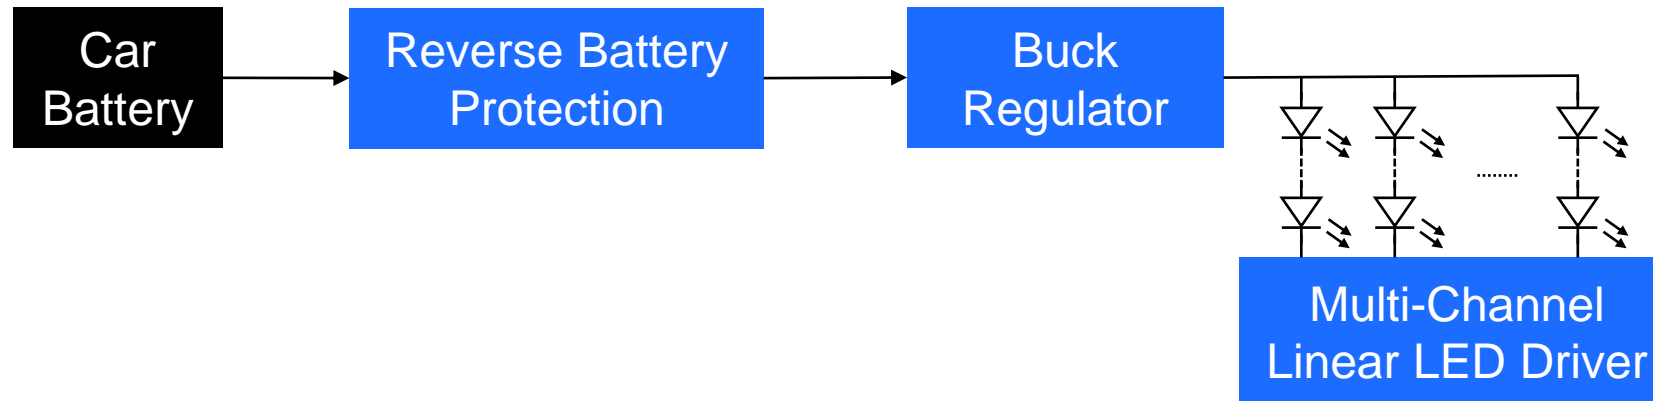 Car
Battery
Reverse Battery
Protection
Buck
Regulator
Multi-Channel
Linear LED Driver